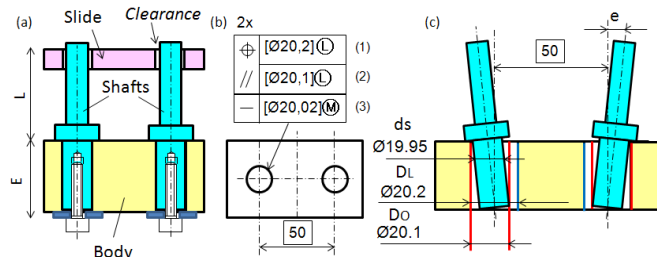 (a)
Slide
Clearance
L
Shafts
E
Body
(b)
2x
⌖ [Ø20,2]Ⓛ (1)
// [Ø20,1]Ⓛ (2)
— [Ø20,02]Ⓜ (3)
50
(c)
e
50
ds
Ø19.95
DL
Ø20.2
DO
Ø20.1